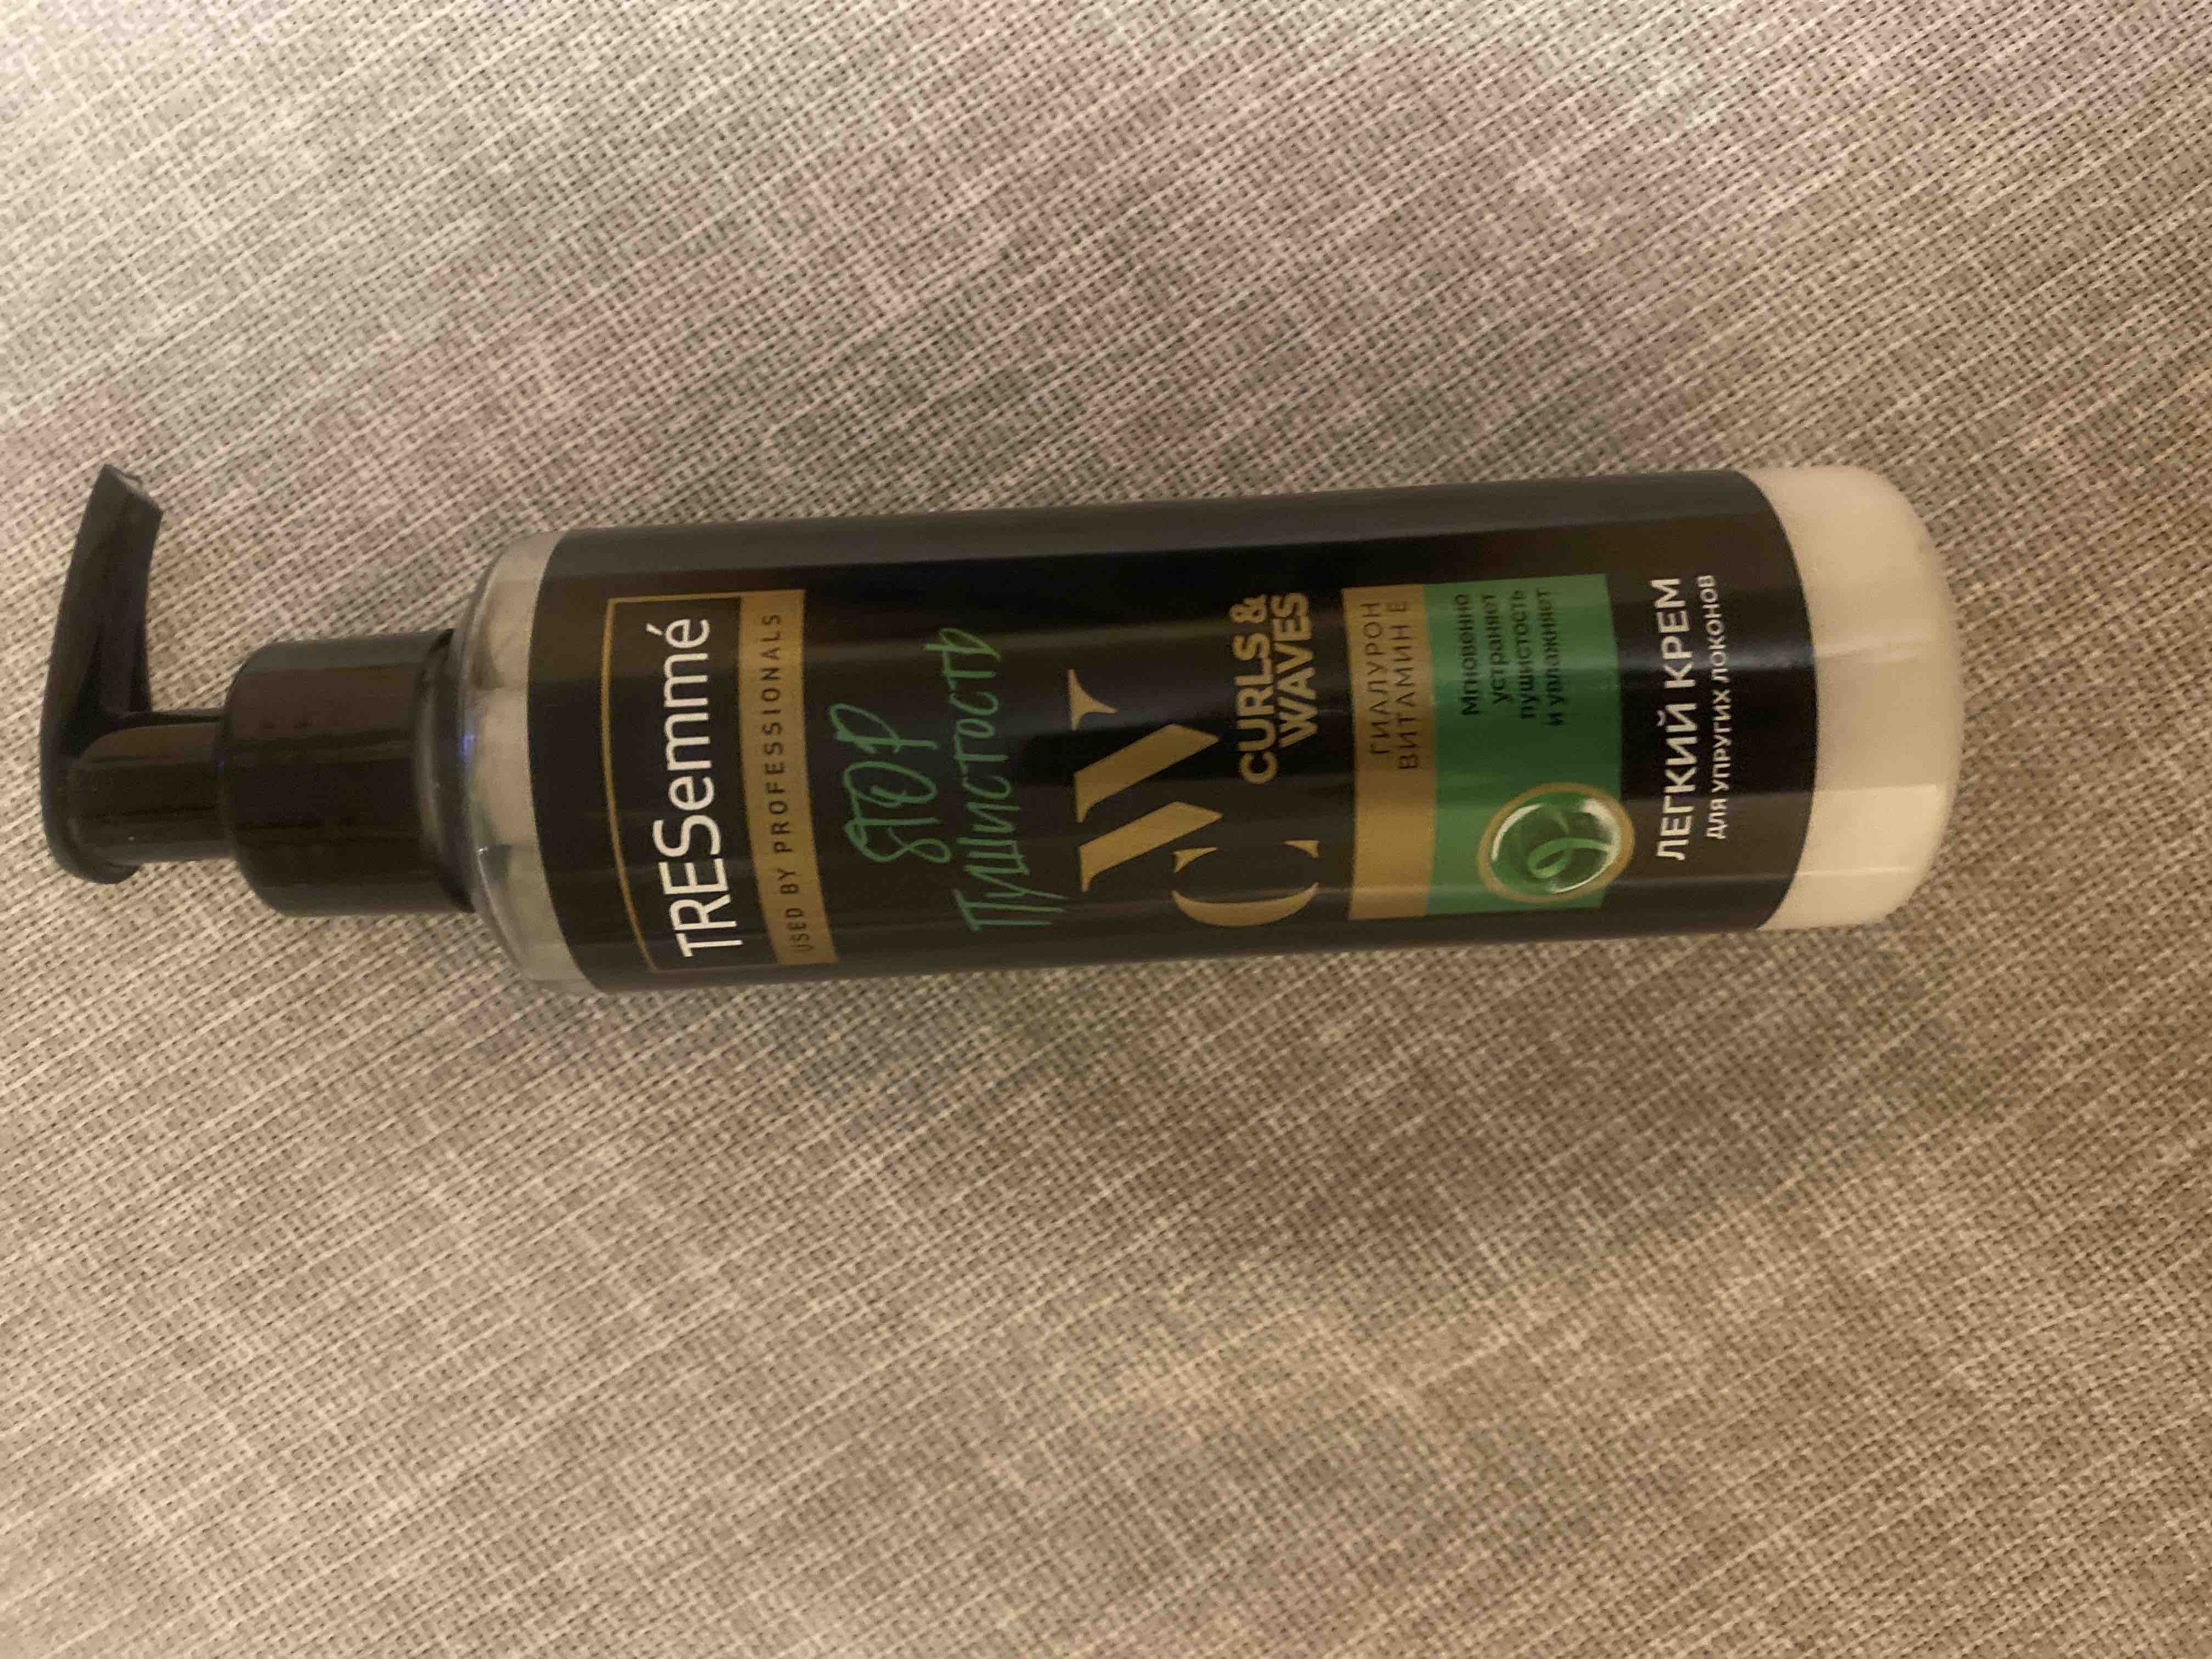 TRESemmé
USED BY PROFESSIONALS
STOP
Пушистость
CW
CURLS &
WAVES
ГИАЛУРОН
ВИТАМИН Е
Мгновенно
устраняет
пушистость
и увлажняет
ЛЕГКИЙ КРЕМ
ДЛЯ УПРУГИХ ЛОКОНОВ